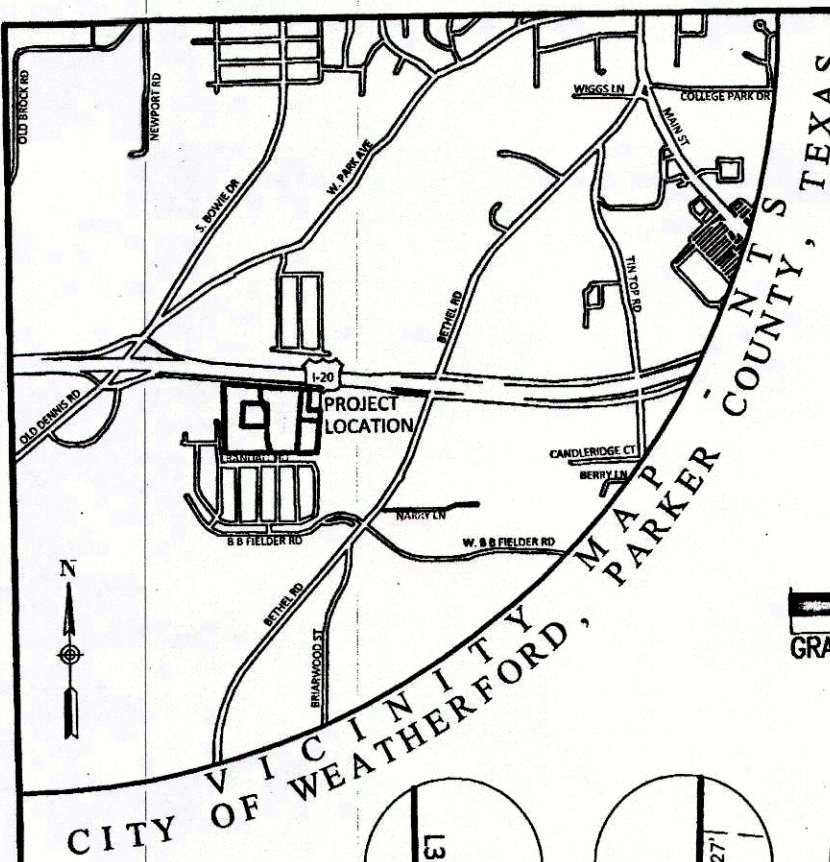 OLD BROCK RD
NEWPORT RD
S. BOWIE DR
W. PARK AVE
WIGGS LN
COLLEGE PARK DR
MAIN ST
TIN TOP RD
BETHEL RD
I-20
PROJECT
LOCATION
OLD DENNIS RD
CANDLERIDGE CT
BERRY LN
NARRY LN
B B FIELDER RD
W. B B FIELDER RD
BETHEL RD
BRIARWOOD ST
N
VICINITY MAP - NTS
CITY OF WEATHERFORD, PARKER COUNTY, TEXAS
GRA
L3
27'